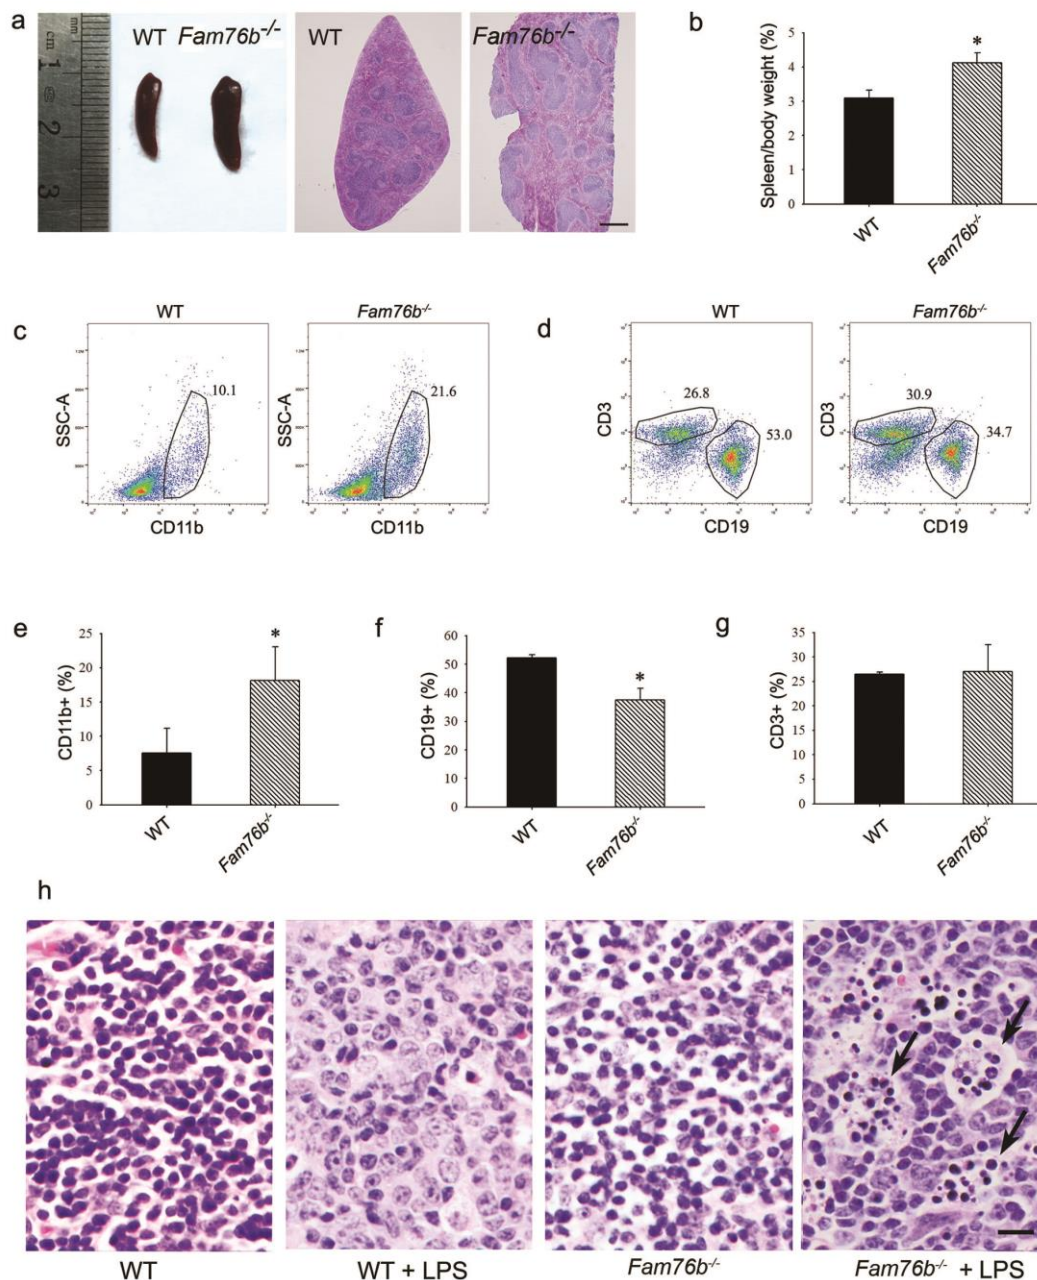 a
mm
cm
1
2
3
WT Fam76b-/-
WT
Fam76b-/-
b
Spleen/body weight (%)
5
4
3
2
1
0
*
WT
Fam76b-/-
c
WT
SSC-A
10.1
CD11b
Fam76b-/-
SSC-A
21.6
CD11b
d
WT
CD3
26.8
53.0
CD19
Fam76b-/-
CD3
30.9
34.7
CD19
e
CD11b+ (%)
25
20
15
10
5
0
*
WT
Fam76b-/-
f
CD19+ (%)
60
50
40
30
20
10
0
*
WT
Fam76b-/-
g
CD3+ (%)
35
30
25
20
15
10
5
0
WT
Fam76b-/-
h
WT
WT + LPS
Fam76b-/-
Fam76b-/- + LPS